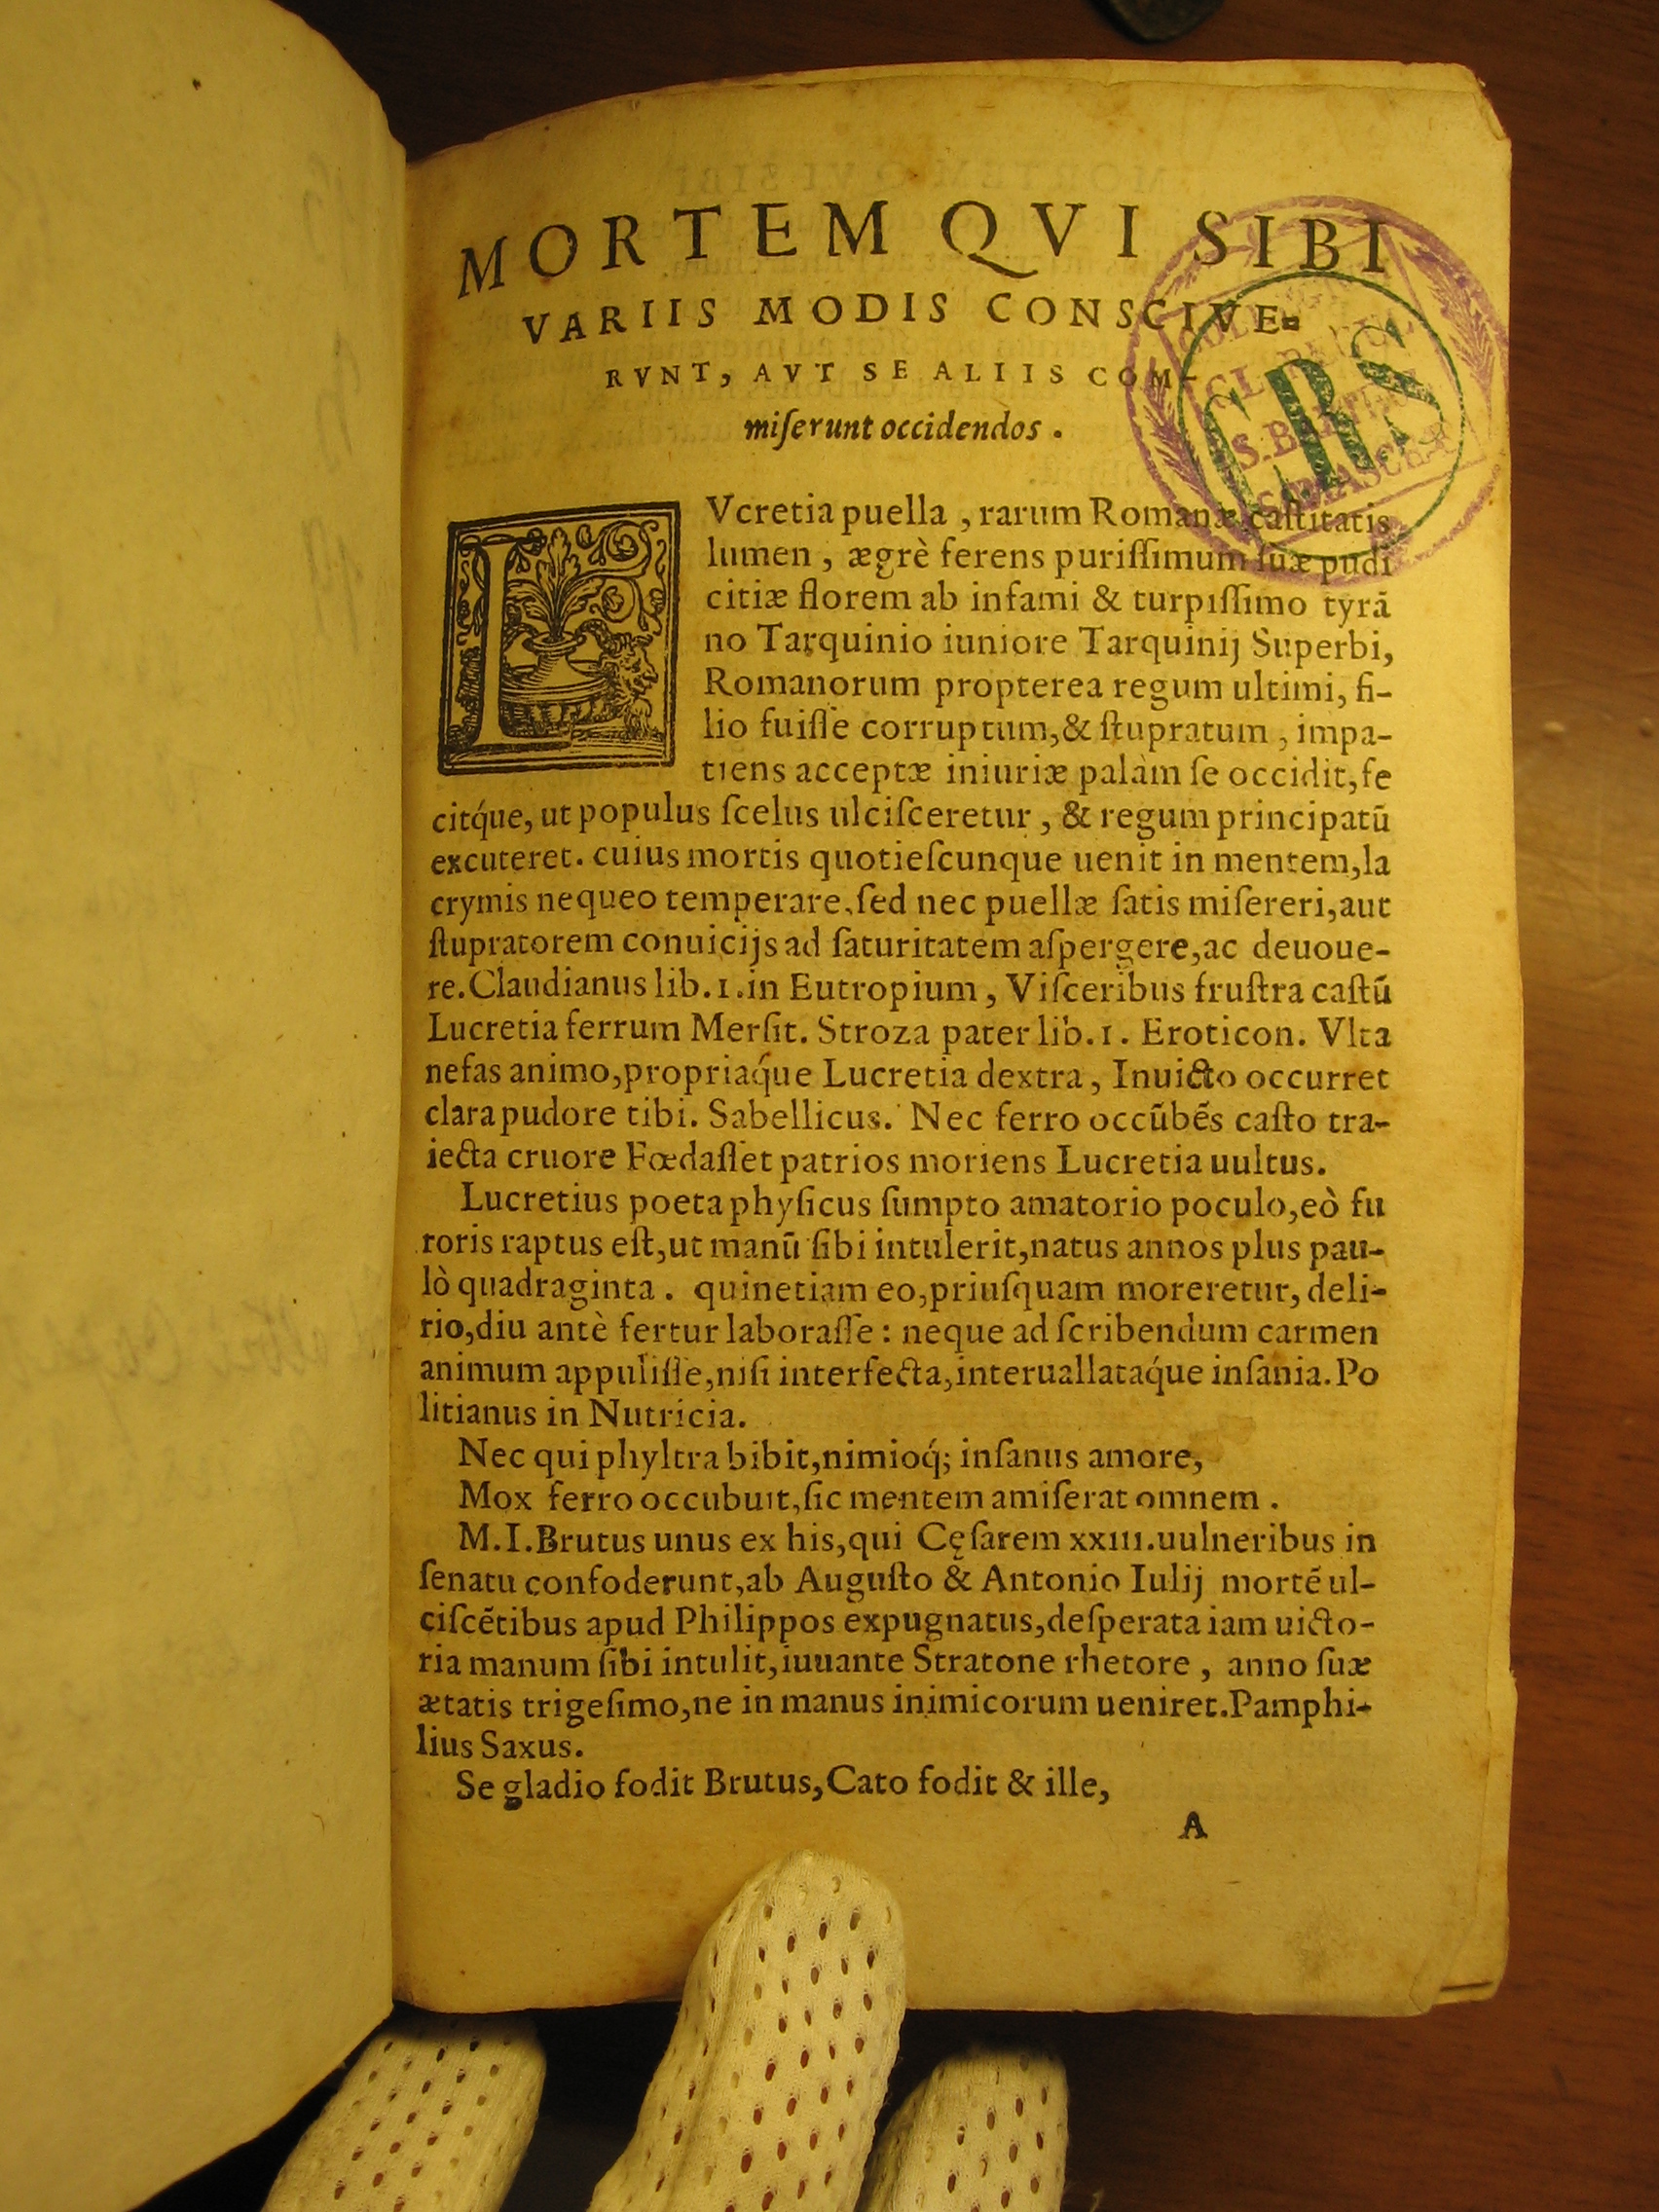 MORTEM QVI SIBI
VARIIS MODIS CONSCIVE-
RVNT, AVT SE ALIIS COM-
miſerunt occidendos.
LVcretia puella, rarum Romanæ caſtitatis
lumen, ægrè ferens puriſſimum ſuæ pudi
citiæ florem ab infami & turpiſſimo tyrā
no Tarquinio iuniore Tarquinij Superbi,
Romanorum propterea regum ultimi, fi-
lio fuiſſe corruptum,& ſtupratum, impa-
tiens acceptæ iniuriæ palàm ſe occidit,fe
citq́ue, ut populus ſcelus ulciſceretur, & regum principatū
excuteret. cuius mortis quotieſcunque uenit in mentem,la
crymis nequeo temperare,ſed nec puellæ ſatis miſereri,aut
ſtupratorem conuicijs ad ſaturitatem aſpergere,ac deuoue-
re.Claudianus lib.1.in Eutropium, Viſceribus fruſtra caſtū
Lucretia ferrum Merſit. Stroza pater lib.1. Eroticon. Vlta
nefas animo,propriaq́ue Lucretia dextra, Inuicto occurret
clara pudore tibi. Sabellicus. Nec ferro occūbēs caſto tra-
iecta cruore Fœdaſſet patrios moriens Lucretia uultus.
Lucretius poeta phyſicus ſumpto amatorio poculo,eò fu
roris raptus eſt,ut manū ſibi intulerit,natus annos plus pau-
lò quadraginta. quinetiam eo,priuſquam moreretur, deli-
rio,diu antè fertur laboraſſe: neque ad ſcribendum carmen
animum appuliſſe,niſi interfecta,interuallataq́ue inſania.Po
litianus in Nutricia.
Nec qui phyltra bibit,nimioq́; inſanus amore,
Mox ferro occubuit,ſic mentem amiſerat omnem.
M.I.Brutus unus ex his,qui Cęſarem xxiii.uulneribus in
ſenatu confoderunt,ab Auguſto & Antonio Iulij mortē ul-
ciſcētibus apud Philippos expugnatus,deſperata iam uicto-
ria manum ſibi intulit,iuuante Stratone rhetore, anno ſuæ
ætatis trigeſimo,ne in manus inimicorum ueniret.Pamphi-
lius Saxus.
Se gladio fodit Brutus,Cato fodit & ille,
A
CRS